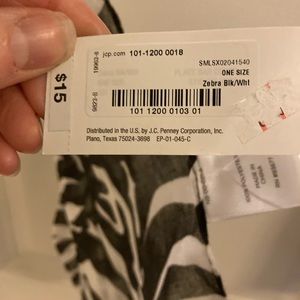 jcp.com 101-1200 0018
SMLSX02041540
ONE SIZE
Zebra Blk/Wht
101 1200 0103 01
Distributed in the U.S. by J.C. Penney Corporation, Inc.
Plano, Texas 75024-3698 EP-01-045-C
$15